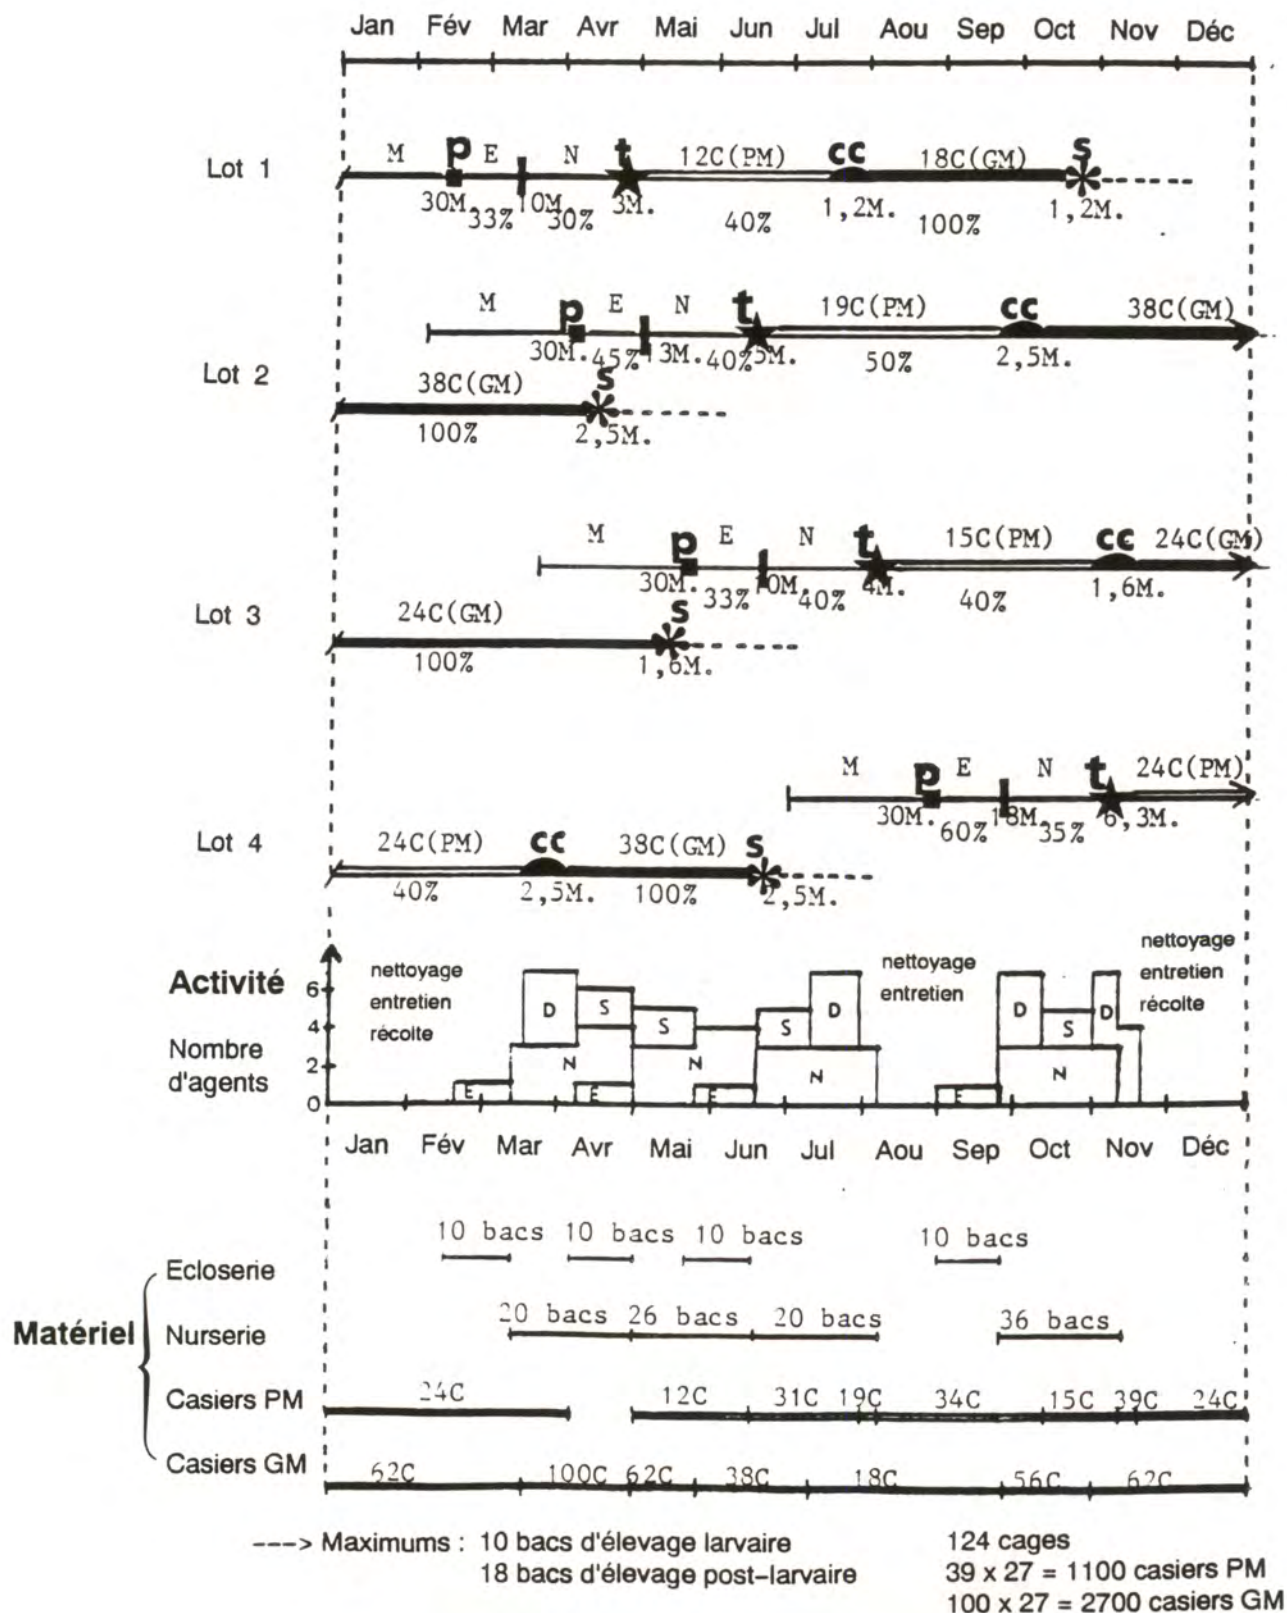 Jan Fév Mar Avr Mai Jun Jul Aou Sep Oct Nov Déc
Lot 1
M p E N t 12C(PM) cc 18C(GM) s
30M. 10M. 3M. 1,2M. 1,2M.
33% 30% 40% 100%
Lot 2
M p E N t 19C(PM) cc 38C(GM)
30M. 45% 13M. 40% 5M. 50% 2,5M.
38C(GM) s
100% 2,5M.
Lot 3
M p E N t 15C(PM) cc 24C(GM)
30M. 10M. 4M. 1,6M.
33% 40% 40%
24C(GM) s
100% 1,6M.
Lot 4
M p E N t 24C(PM)
30M. 18M. 6,3M.
60% 35%
24C(PM) cc 38C(GM) s
40% 2,5M. 100% 2,5M.
Activité
Nombre
d'agents
6
4
2
0
nettoyage
entretien
récolte
nettoyage
entretien
nettoyage
entretien
récolte
D S S S D D S D
N N N N
E E E E
Jan Fév Mar Avr Mai Jun Jul Aou Sep Oct Nov Déc
Matériel
Ecloserie
10 bacs 10 bacs 10 bacs 10 bacs
Nurserie
20 bacs 26 bacs 20 bacs 36 bacs
Casiers PM
24C 12C 31C 19C 34C 15C 39C 24C
Casiers GM
62C 100C 62C 38C 18C 56C 62C
---> Maximums : 10 bacs d'élevage larvaire 124 cages
18 bacs d'élevage post-larvaire 39 x 27 = 1100 casiers PM
100 x 27 = 2700 casiers GM